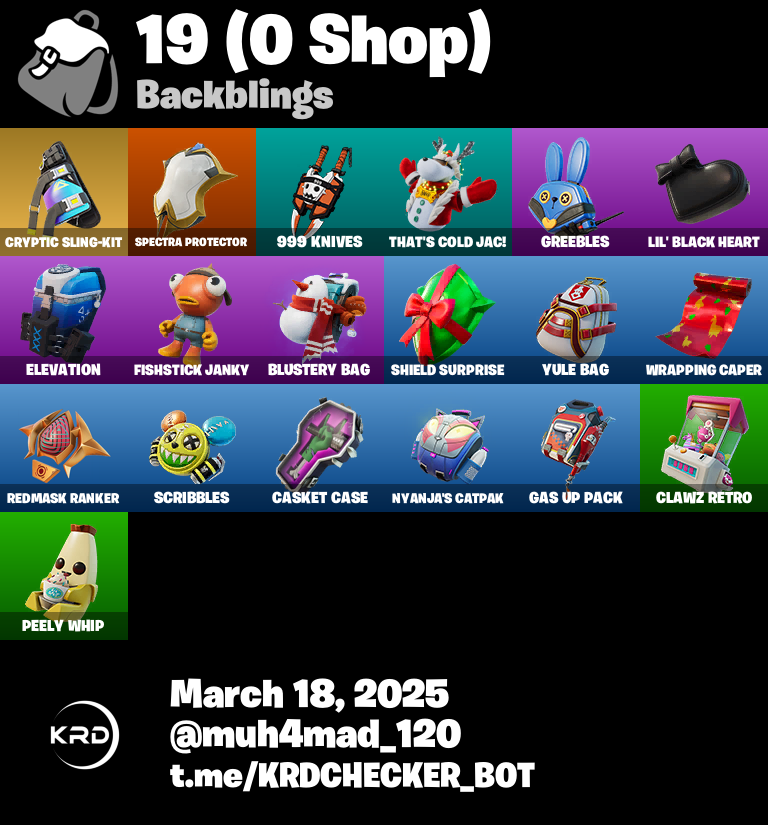 19 (0 Shop)
Backblings
CRYPTIC SLING-KIT
SPECTRA PROTECTOR
999 KNIVES
THAT'S COLD JAC!
GREEBLES
LIL' BLACK HEART
ELEVATION
FISHSTICK JANKY
BLUSTERY BAG
SHIELD SURPRISE
YULE BAG
WRAPPING CAPER
REDMASK RANKER
SCRIBBLES
CASKET CASE
NYANJA'S CATPAK
GAS UP PACK
CLAWZ RETRO
PEELY WHIP
KRD
March 18, 2025
@muh4mad_120
t.me/KRDCHECKER_BOT